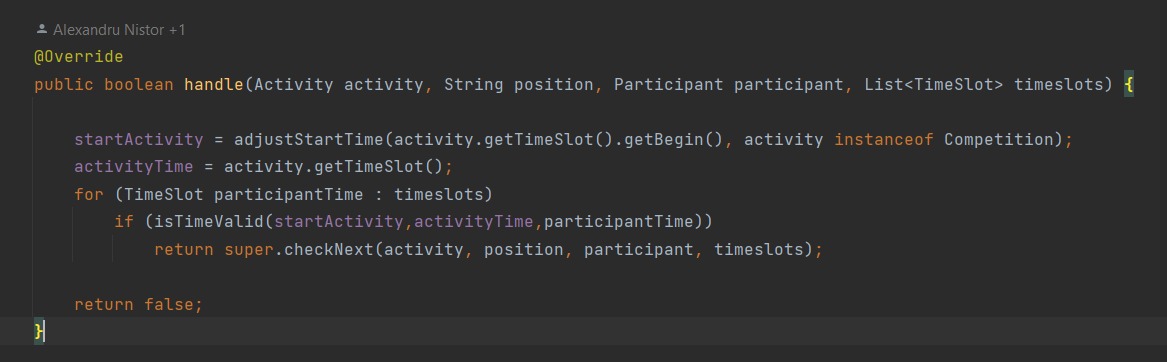 Alexandru Nistor +1
@Override
public boolean handle(Activity activity, String position, Participant participant, List<TimeSlot> timeslots) {
startActivity = adjustStartTime(activity.getTimeSlot().getBegin(), activity instanceof Competition);
activityTime = activity.getTimeSlot();
for (TimeSlot participantTime : timeslots)
if (isTimeValid(startActivity,activityTime,participantTime))
return super.checkNext(activity, position, participant, timeslots);
return false;
}